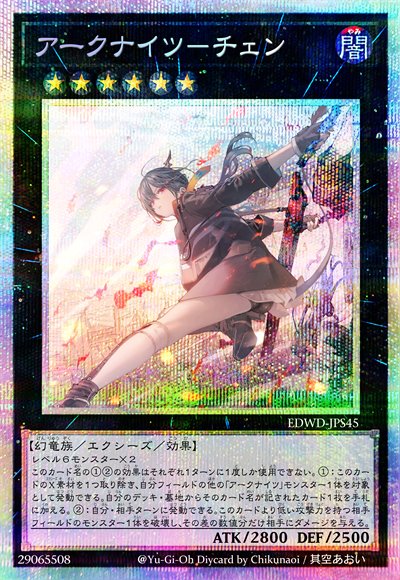 アークナイツーチェン
やみ
闇
EDWD-JPS45
げんりゅうぞく
【幻竜族／エクシーズ／効果】
レベル６モンスター×２
このカード名の①②の効果はそれぞれ１ターンに１度しか使用できない。①：このカー
ドのX素材を１つ取り除き、自分フィールドの他の｢アークナイツ｣モンスター１体を対象
として発動できる。自分のデッキ・墓地からそのカード名が記されたカード１枚を手札
に加える。②：自分・相手ターンに発動できる。このカードより低い攻撃力を持つ相手
フィールドのモンスター１体を破壊し、その差の数値分だけ相手にダメージを与える。
ATK/2800 DEF/2500
29065508
@Yu-Gi-Oh Diycard by Chikunaoi / 其空あおい